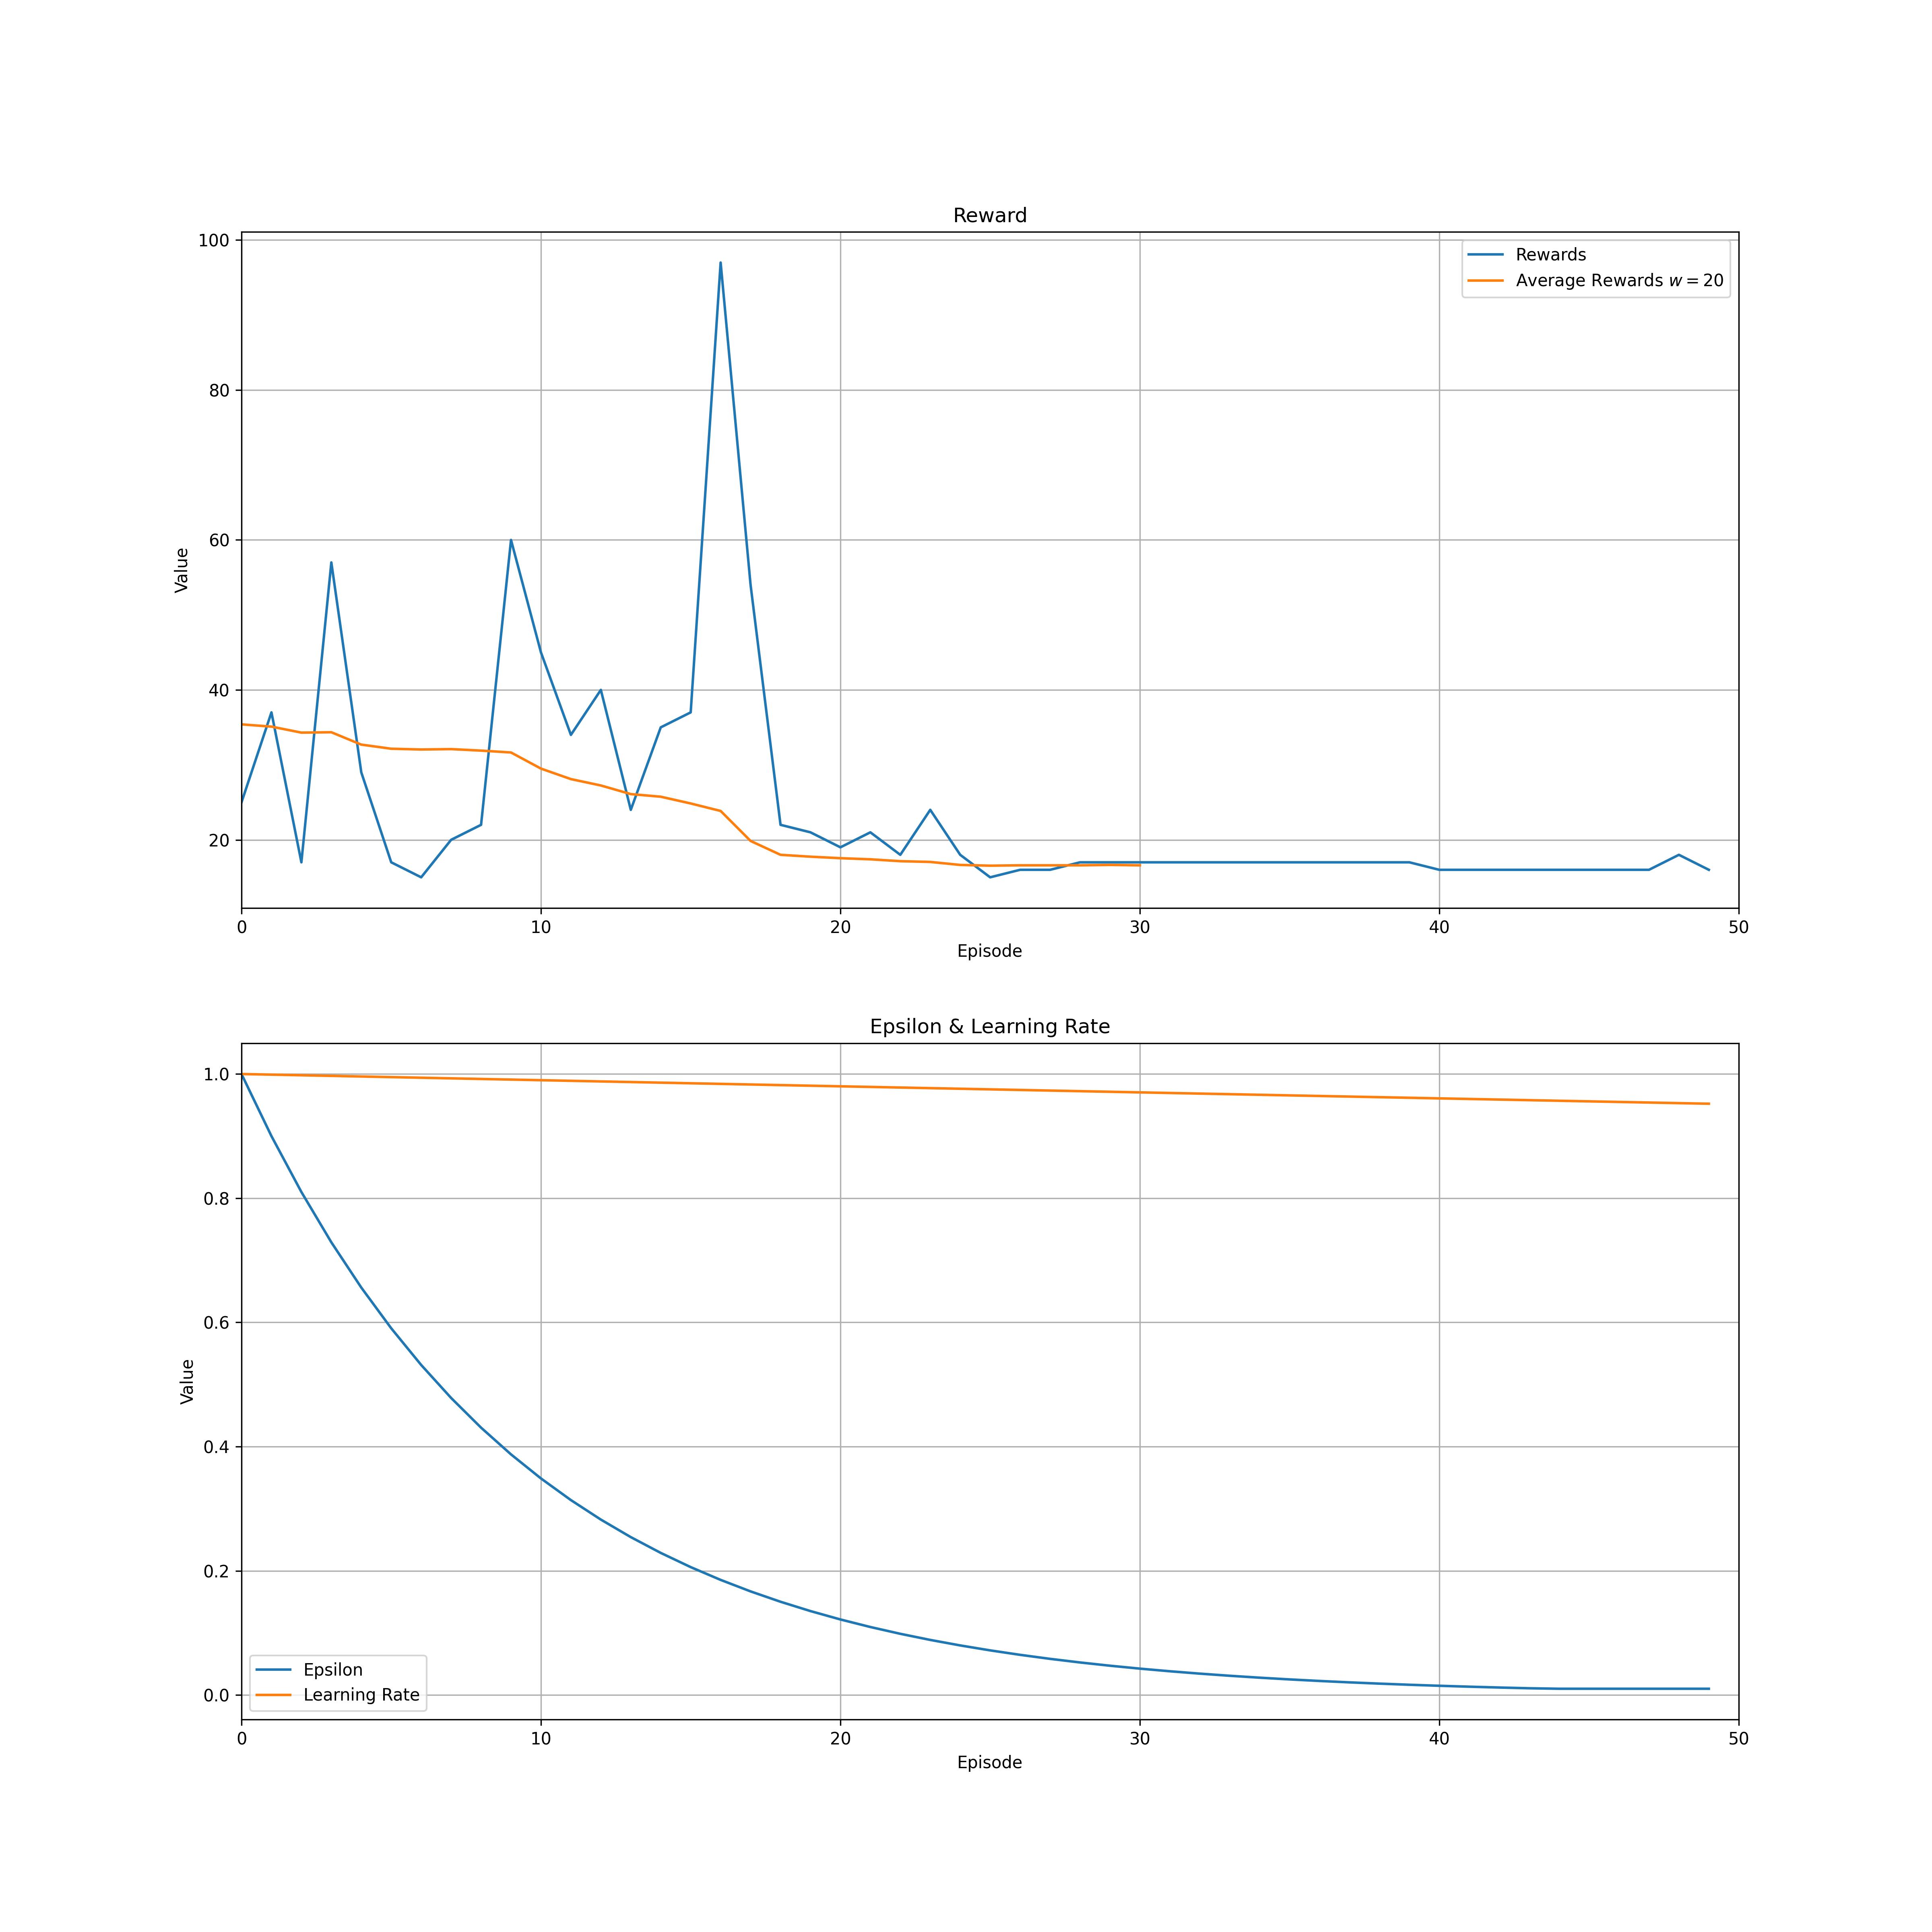 Reward
100
80
60
40
20
Value
Rewards
Average Rewards w = 20
0 10 20 30 40 50
Episode
Epsilon & Learning Rate
1.0
0.8
0.6
0.4
0.2
0.0
Value
Epsilon
Learning Rate
0 10 20 30 40 50
Episode